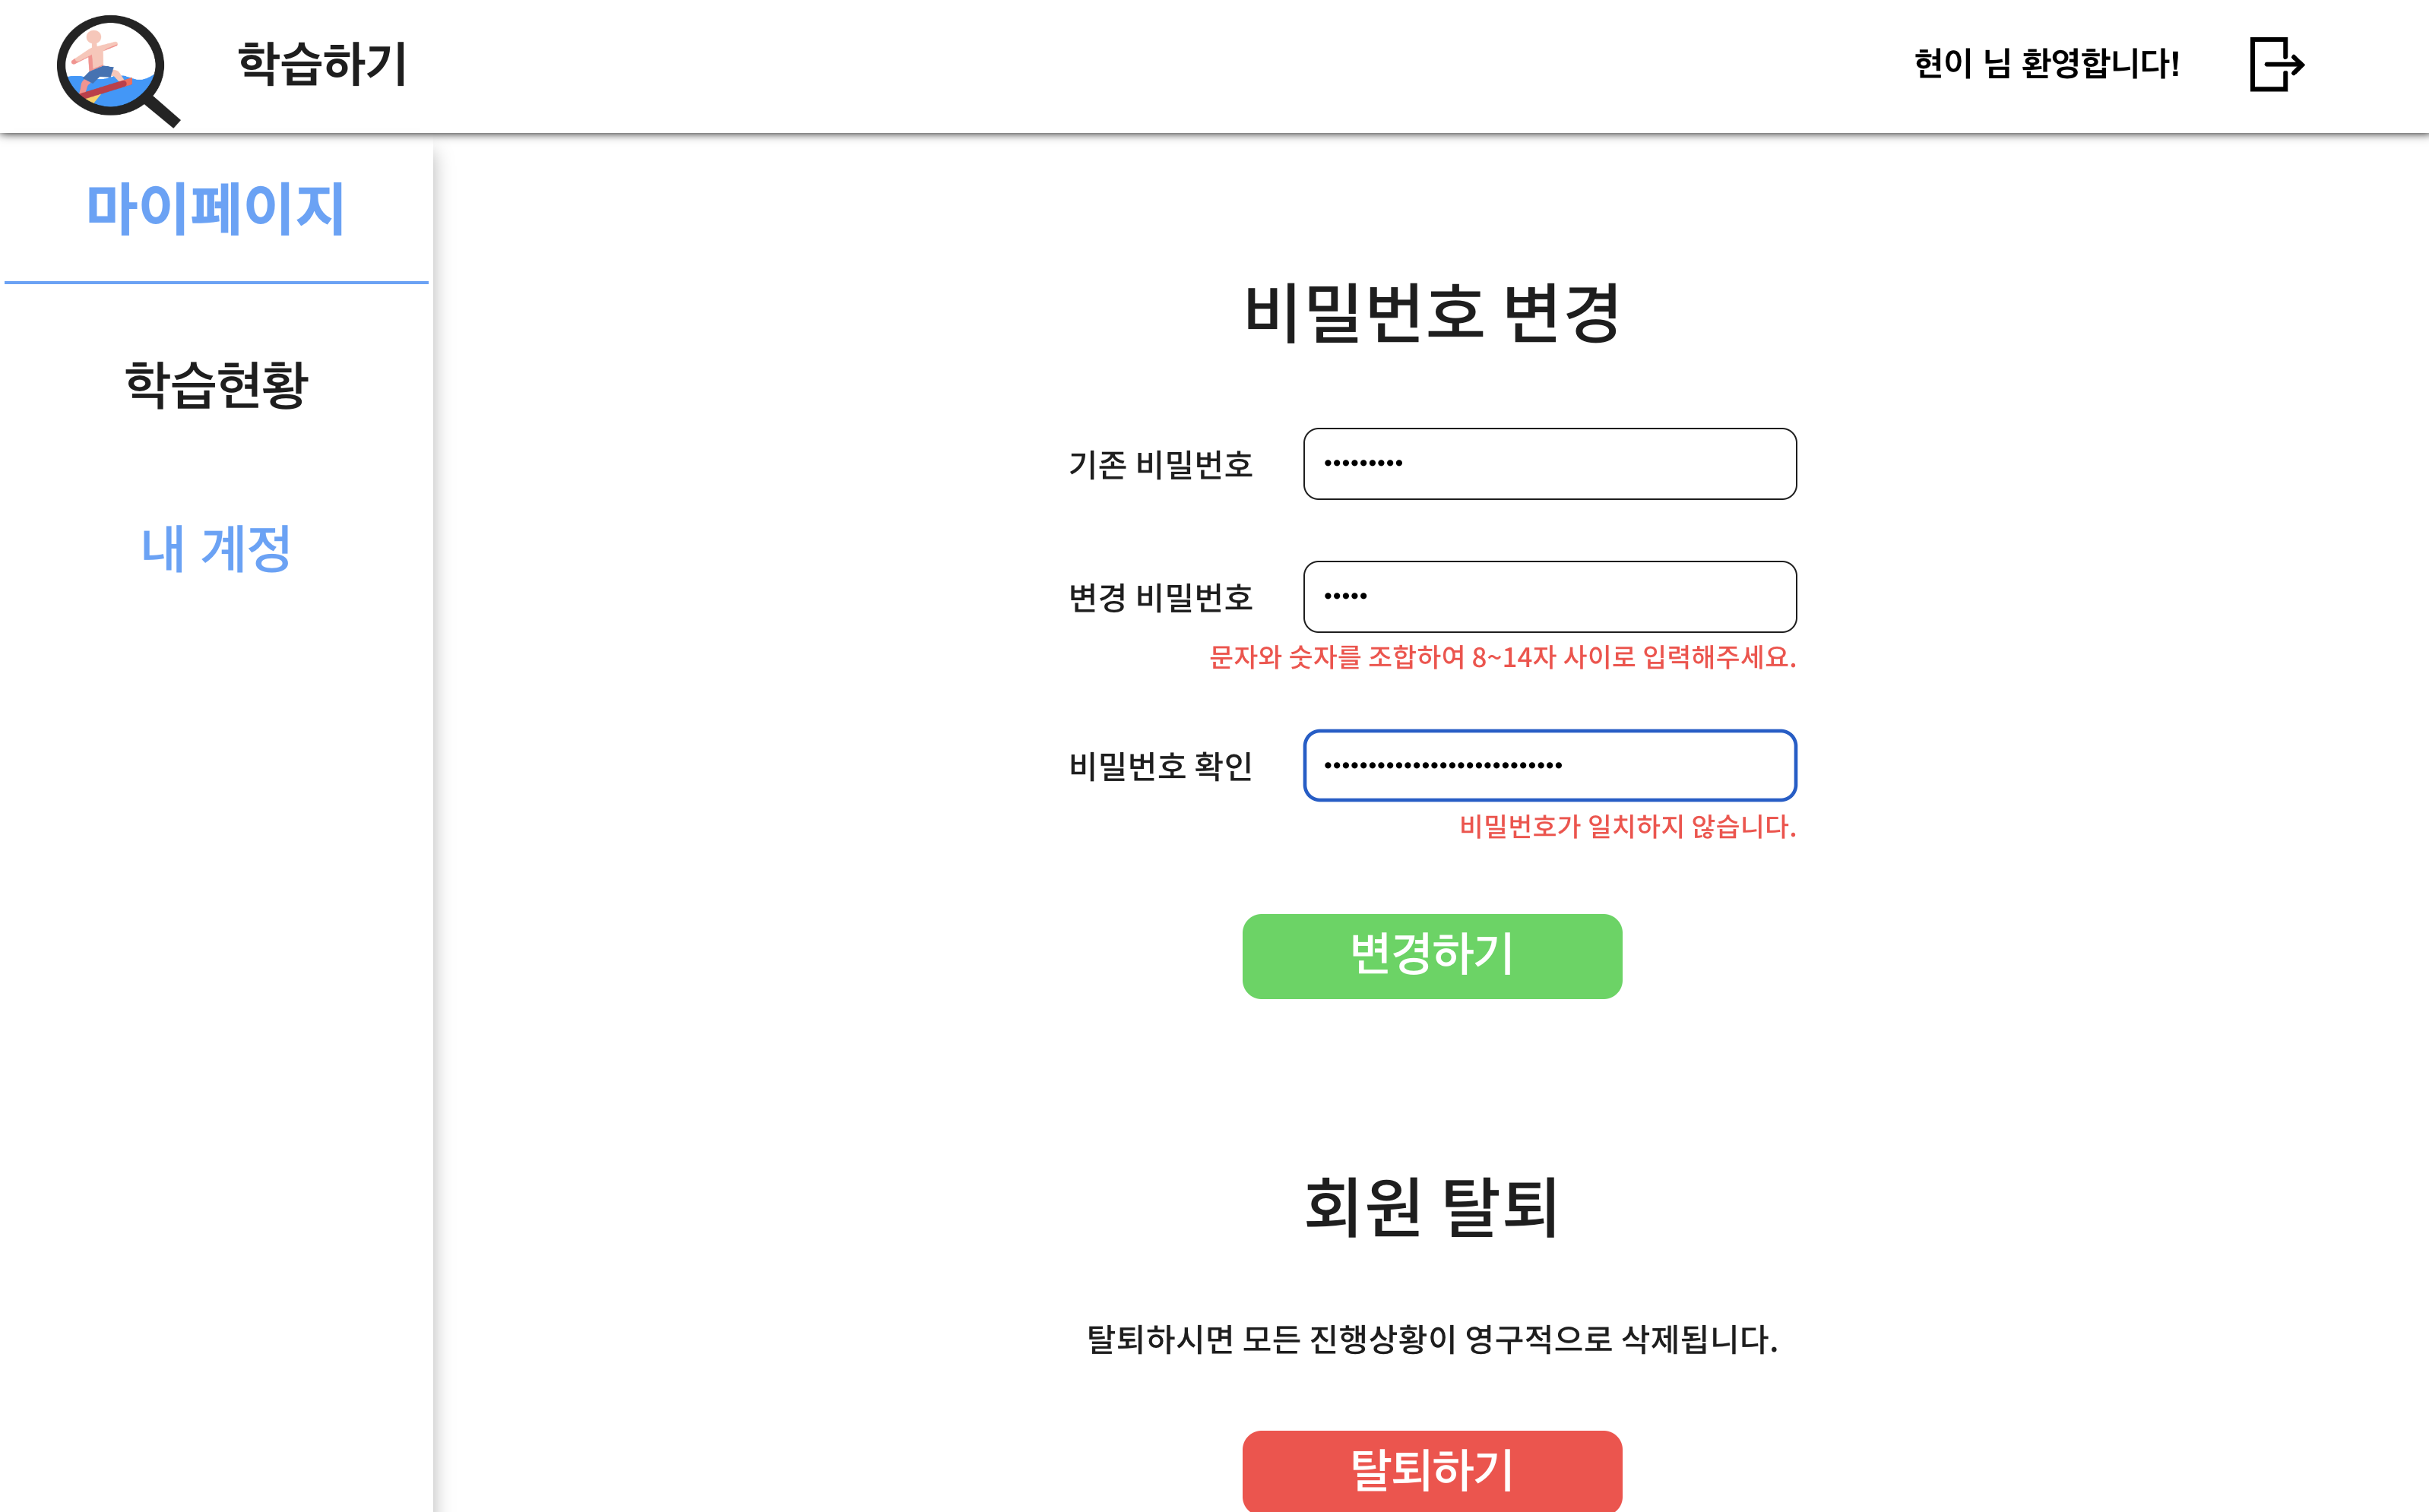 학습하기
현이 님 환영합니다!
마이페이지
학습현황
내 계정
비밀번호 변경
기존 비밀번호
•••••••••
변경 비밀번호
•••••
문자와 숫자를 조합하여 8~14자 사이로 입력해주세요.
비밀번호 확인
•••••••••••••••••••••••••••
비밀번호가 일치하지 않습니다.
변경하기
회원 탈퇴
탈퇴하시면 모든 진행상황이 영구적으로 삭제됩니다.
탈퇴하기